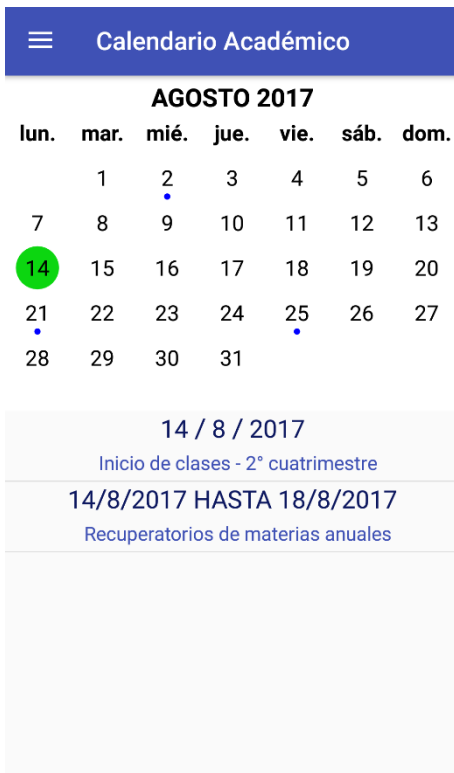 Calendario Académico
AGOSTO 2017
lun. mar. mié. jue. vie. sáb. dom.
1 2 3 4 5 6
7 8 9 10 11 12 13
14 15 16 17 18 19 20
21 22 23 24 25 26 27
28 29 30 31
14 / 8 / 2017
Inicio de clases - 2° cuatrimestre
14/8/2017 HASTA 18/8/2017
Recuperatorios de materias anuales